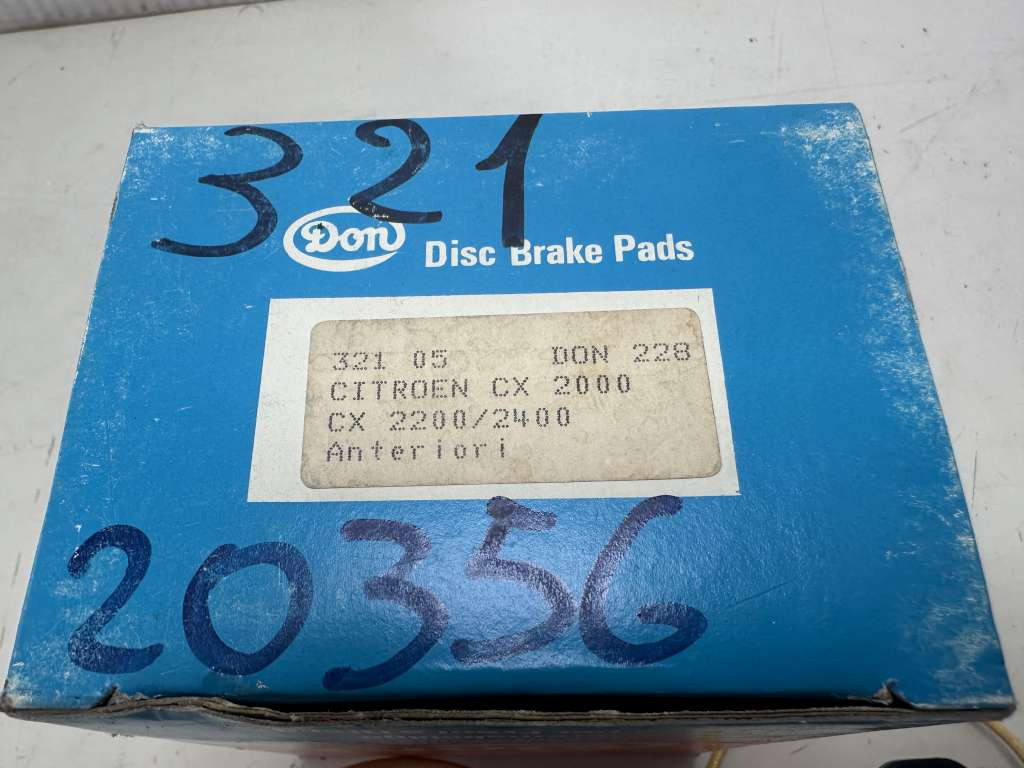 321
Don Disc Brake Pads
321 05 DON 228
CITROEN CX 2000
CX 2200/2400
Anteriori
20356